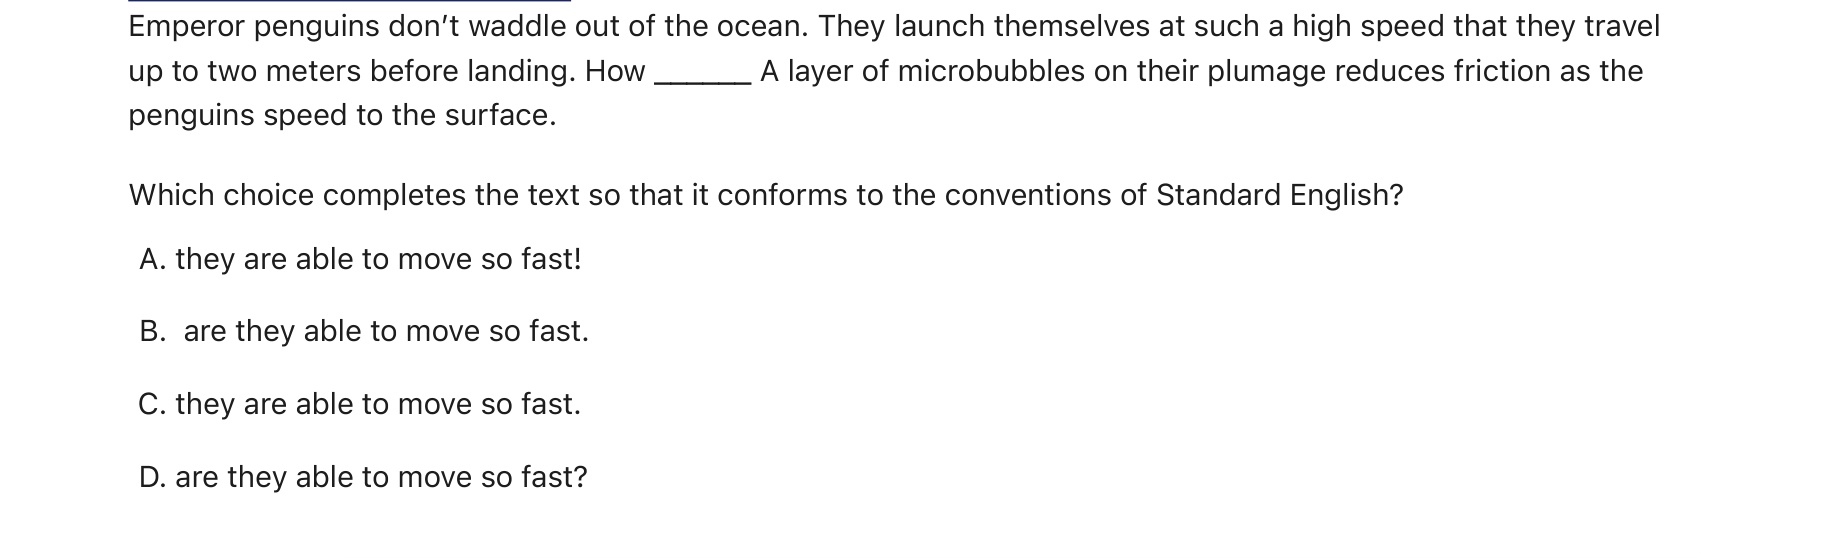 Emperor penguins don’t waddle out of the ocean. They launch themselves at such a high speed that they travel
up to two meters before landing. How ______ A layer of microbubbles on their plumage reduces friction as the
penguins speed to the surface.
Which choice completes the text so that it conforms to the conventions of Standard English?
A. they are able to move so fast!
B. are they able to move so fast.
C. they are able to move so fast.
D. are they able to move so fast?